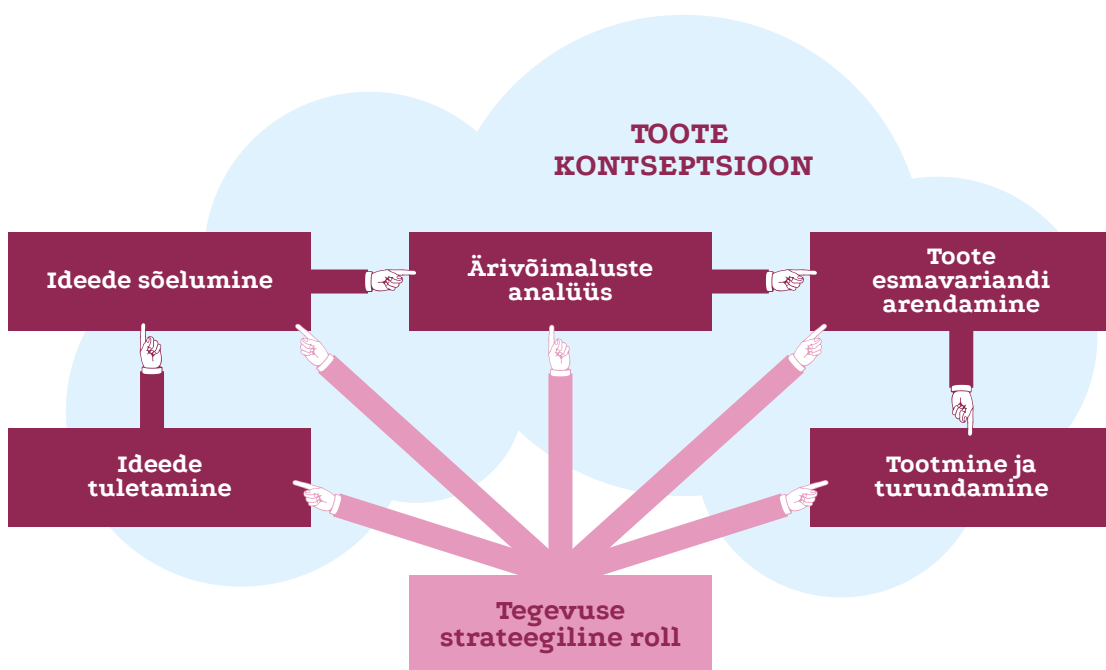 TOOTE
KONTSEPTSIOON
Ideede sõelumine
Ärivõimaluste
analüüs
Toote
esmavariandi
arendamine
Ideede
tuletamine
Tootmine ja
turundamine
Tegevuse
strateegiline roll